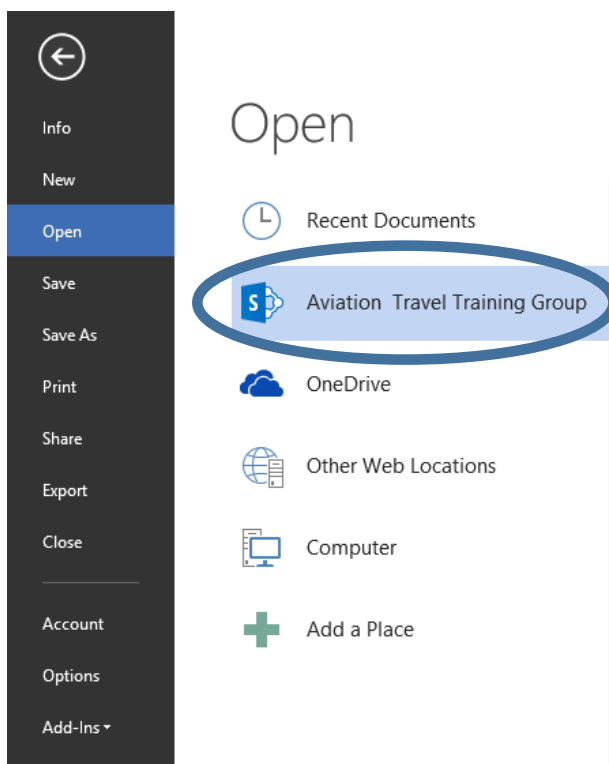 Info
New
Open
Save
Save As
Print
Share
Export
Close
Account
Options
Add-Ins
Open
Recent Documents
S
Aviation  Travel Training Group
OneDrive
Other Web Locations
Computer
Add a Place